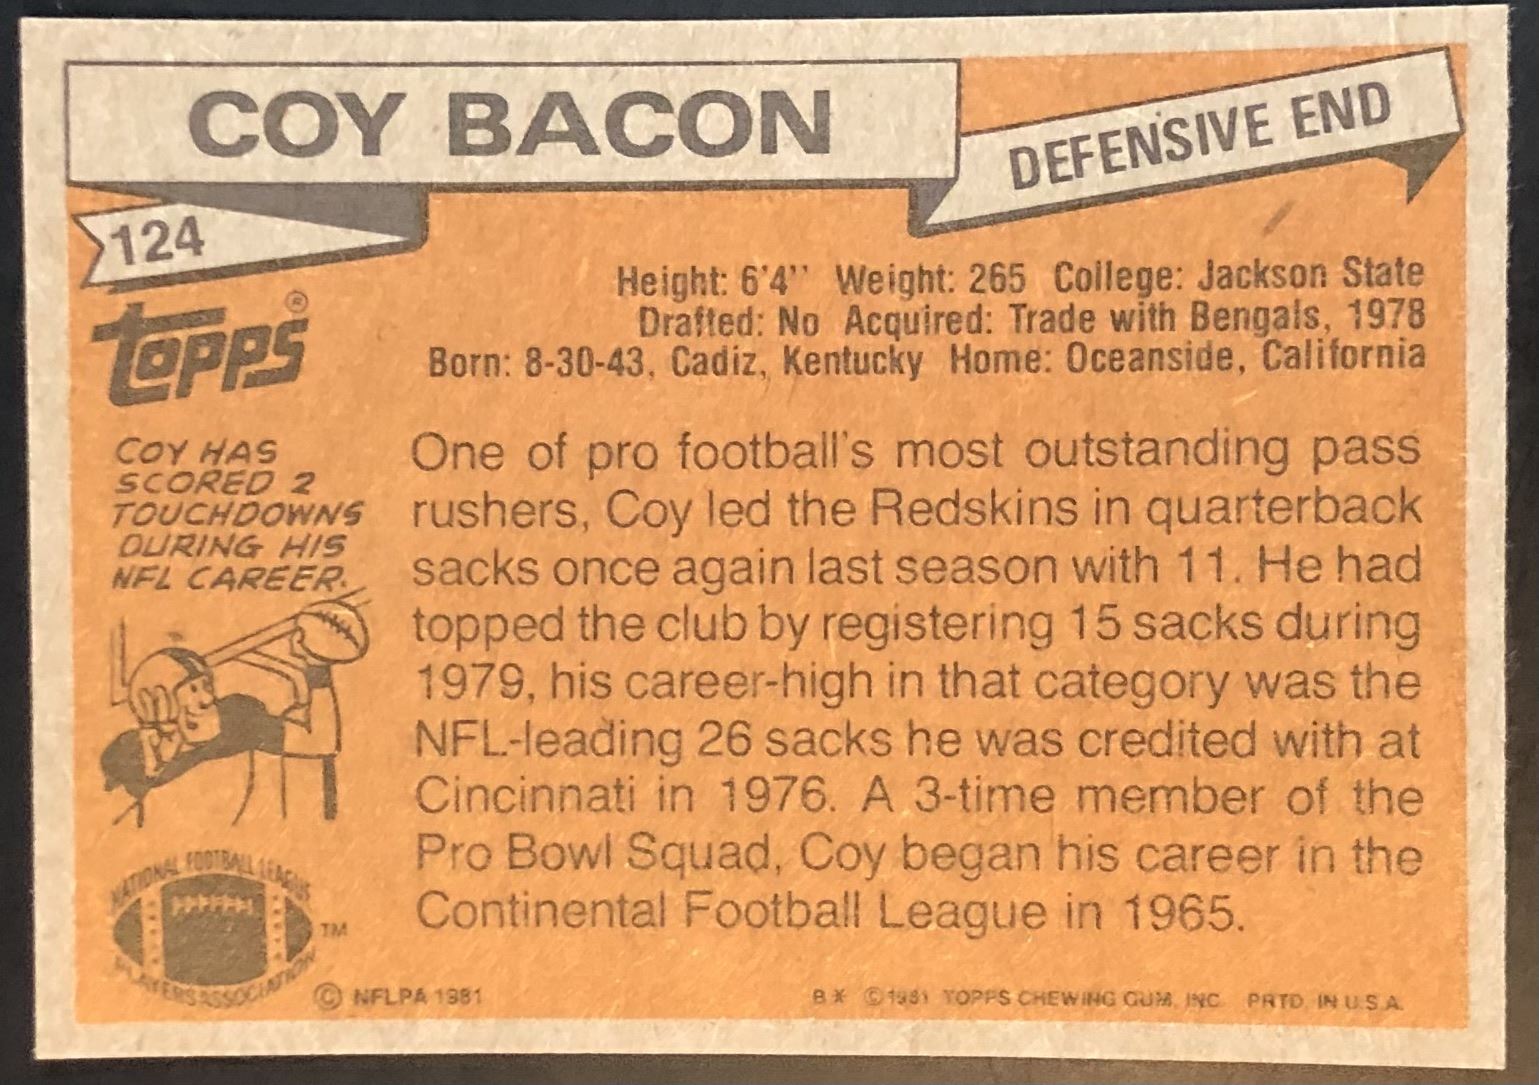 COY BACON
DEFENSIVE END
124
topps®
Height: 6'4'' Weight: 265 College: Jackson State
Drafted: No Acquired: Trade with Bengals, 1978
Born: 8-30-43, Cadiz, Kentucky Home: Oceanside, California
COY HAS
SCORED 2
TOUCHDOWNS
DURING HIS
NFL CAREER.
One of pro football's most outstanding pass
rushers, Coy led the Redskins in quarterback
sacks once again last season with 11. He had
topped the club by registering 15 sacks during
1979, his career-high in that category was the
NFL-leading 26 sacks he was credited with at
Cincinnati in 1976. A 3-time member of the
Pro Bowl Squad, Coy began his career in the
Continental Football League in 1965.
NATIONAL FOOTBALL LEAGUE
PLAYERS ASSOCIATION
TM
© NFLPA 1981
B* ©1981 TOPPS CHEWING GUM, INC. PRTD. IN U.S.A.